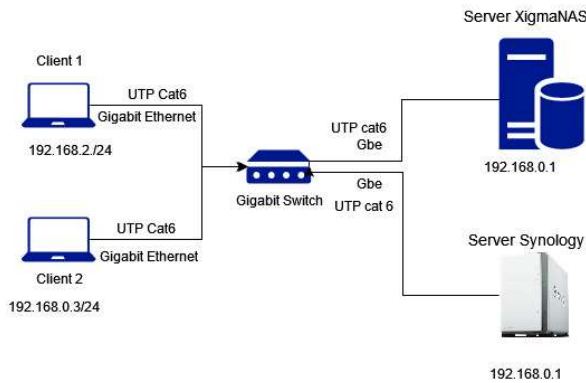 Server XigmaNAS
Client 1
UTP Cat6
Gigabit Ethernet
192.168.2./24
UTP cat6
Gbe
192.168.0.1
Gigabit Switch
Gbe
UTP cat 6
UTP Cat6
Gigabit Ethernet
Client 2
192.168.0.3/24
Server Synology
192.168.0.1